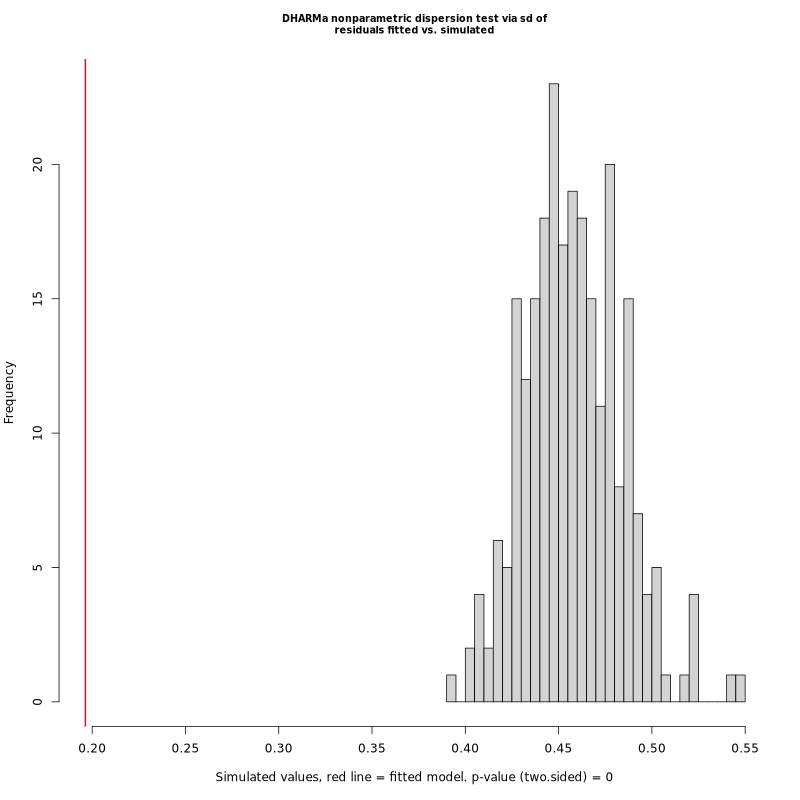 DHARMa nonparametric dispersion test via sd of
residuals fitted vs. simulated
Frequency
20
15
10
5
0
0.20 0.25 0.30 0.35 0.40 0.45 0.50 0.55
Simulated values, red line = fitted model. p-value (two.sided) = 0